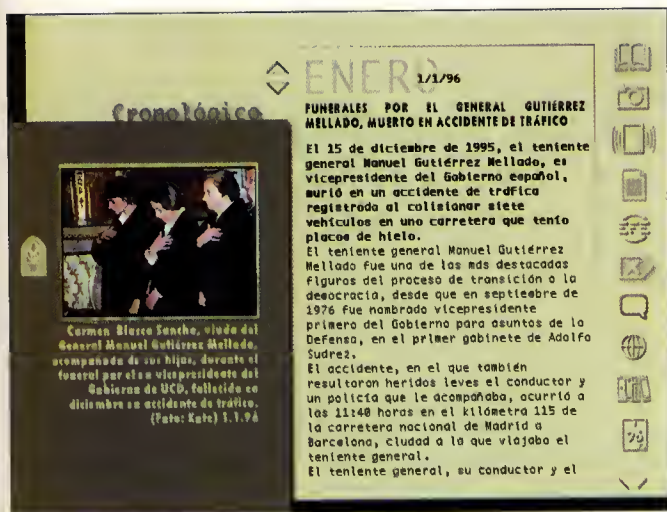 Cronológico
Carmen Blasco Sancho, viuda del
General Manuel Gutiérrez Mellado,
acompañada de sus hijas, durante el
funeral por el ex vicepresidente del
Gobierno de UCD, fallecido en
diciembre en accidente de tráfico.
(Foto: Kote) 1.1.96
ENERO
1/1/96
FUNERALES POR EL GENERAL GUTIÉRREZ
MELLADO, MUERTO EN ACCIDENTE DE TRÁFICO
El 15 de diciembre de 1995, el teniente
general Manuel Gutiérrez Mellado, ex
vicepresidente del Gobierno español,
murió en un accidente de tráfico
registrado al colisionar siete
vehículos en una carretera que tenía
placas de hielo.
El teniente general Manuel Gutiérrez
Mellado fue una de las más destacadas
figuras del proceso de transición a la
democracia, desde que en septiembre de
1976 fue nombrado vicepresidente
primero del Gobierno para asuntos de la
Defensa, en el primer gabinete de Adolfo
Suárez.
El accidente, en el que también
resultaron heridos leves el conductor y
un policía que le acompañaba, ocurrió a
las 11:40 horas en el kilómetro 115 de
la carretera nacional de Madrid a
Barcelona, ciudad a la que viajaba el
teniente general.
El teniente general, su conductor y el
96